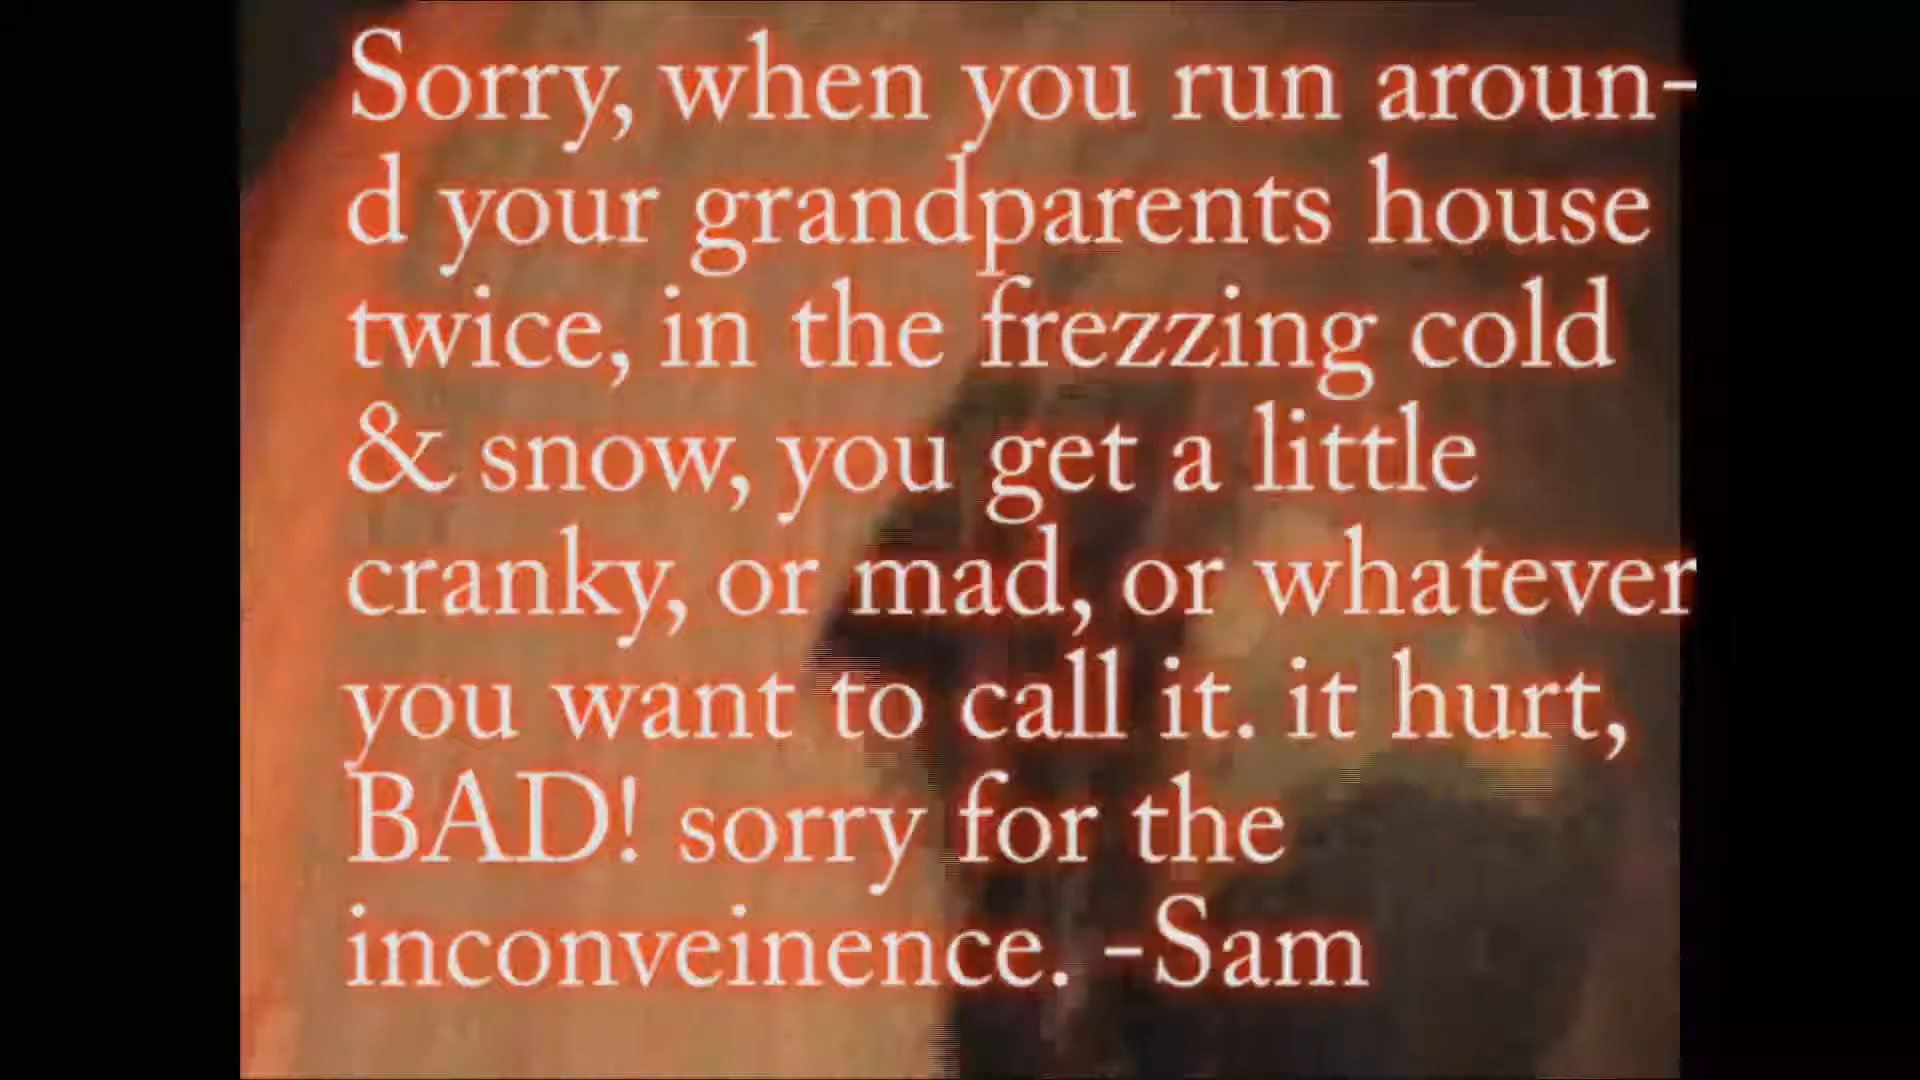 Sorry, when you run aroun-
d your grandparents house
twice, in the frezzing cold
& snow, you get a little
cranky, or mad, or whatever
you want to call it. it hurt,
BAD! sorry for the
inconveinence. -Sam